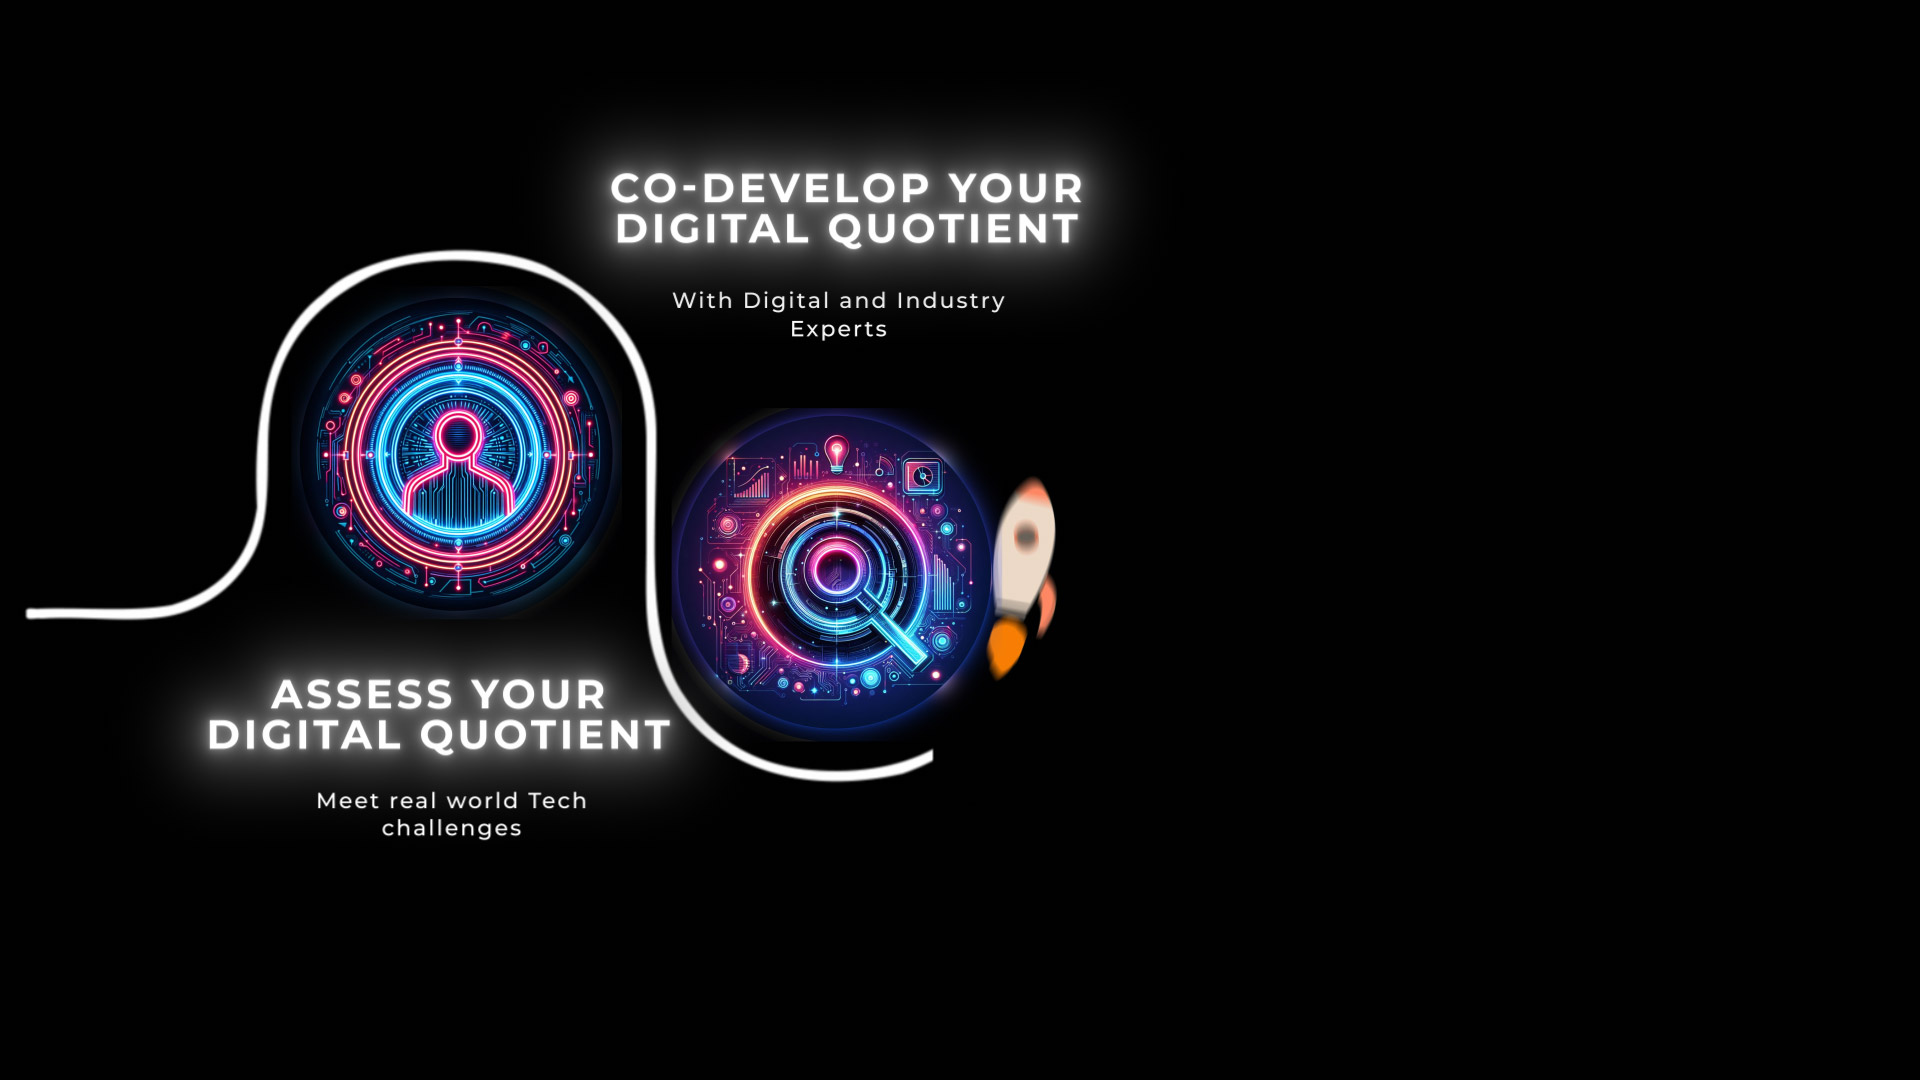 CO-DEVELOP YOUR
DIGITAL QUOTIENT
With Digital and Industry
Experts
ASSESS YOUR
DIGITAL QUOTIENT
Meet real world Tech
challenges